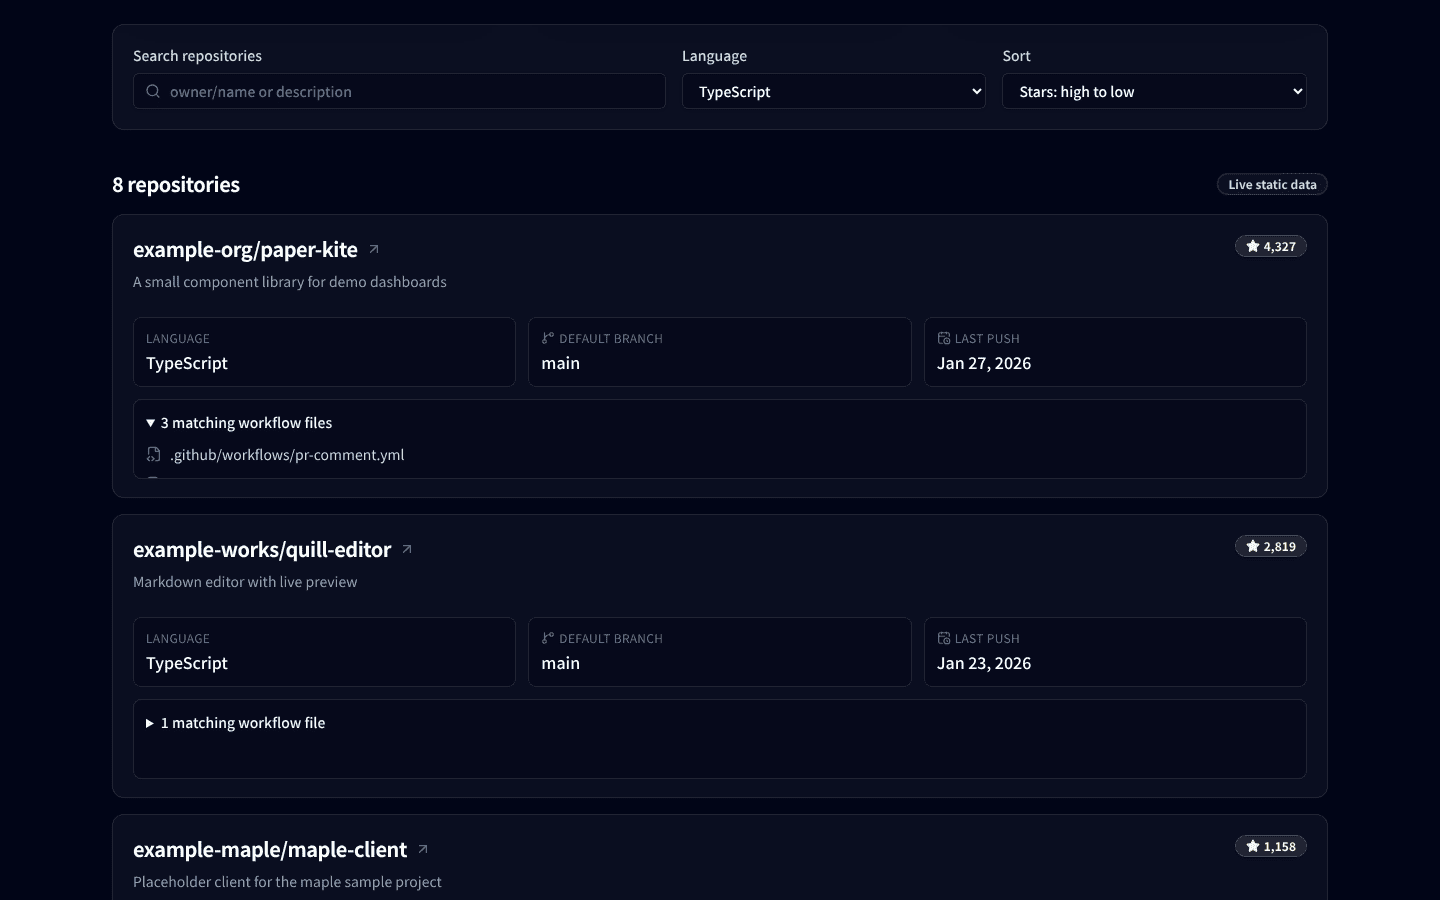 Search repositories
Language
Sort
owner/name or description
TypeScript
Stars: high to low
8 repositories
Live static data
example-org/paper-kite
4,327
A small component library for demo dashboards
LANGUAGE
DEFAULT BRANCH
LAST PUSH
TypeScript
main
Jan 27, 2026
3 matching workflow files
.github/workflows/pr-comment.yml
example-works/quill-editor
2,819
Markdown editor with live preview
LANGUAGE
DEFAULT BRANCH
LAST PUSH
TypeScript
main
Jan 23, 2026
1 matching workflow file
example-maple/maple-client
1,158
Placeholder client for the maple sample project